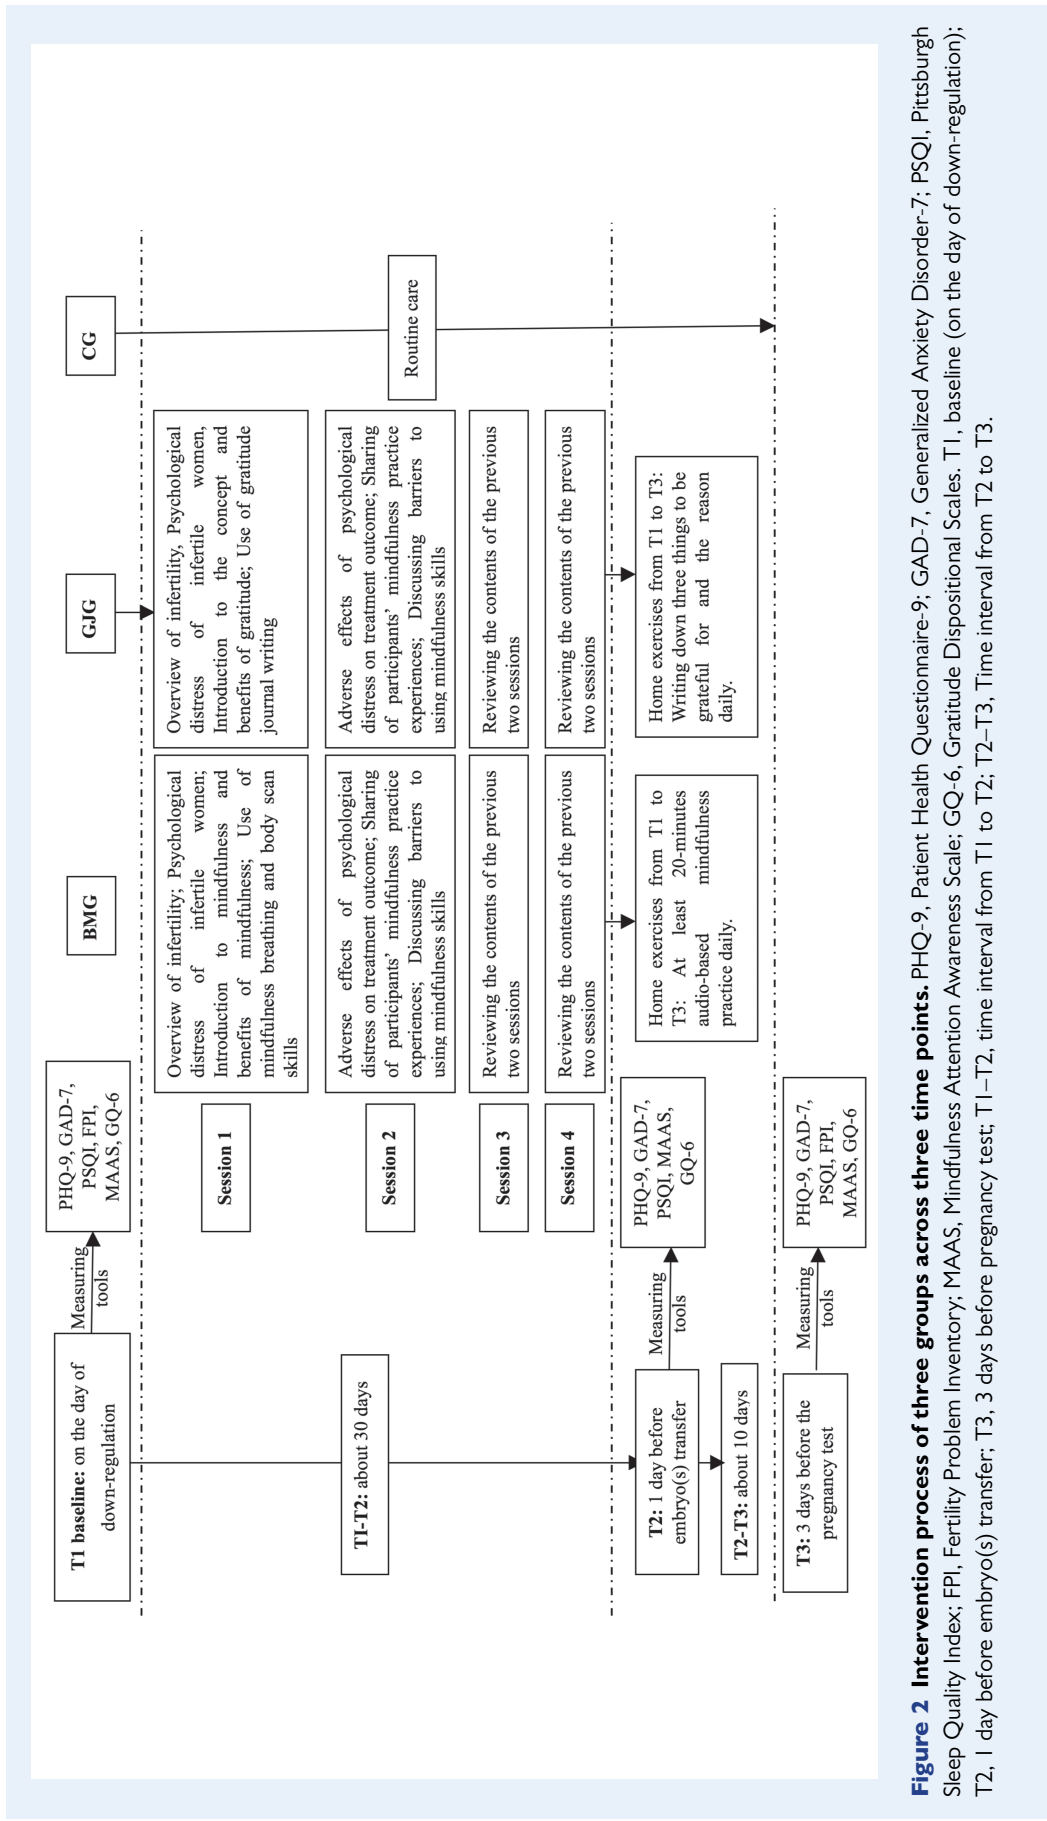 T1 baseline: on the day of
down-regulation
Measuring
tools
PHQ-9, GAD-7,
PSQI, FPI,
MAAS, GQ-6
BMG
GJG
CG
TI-T2: about 30 days
Session 1
Overview of infertility; Psychological
distress of infertile women;
Introduction to mindfulness and
benefits of mindfulness; Use of
mindfulness breathing and body scan
skills
Overview of infertility, Psychological
distress of infertile women,
Introduction to the concept and
benefits of gratitude; Use of gratitude
journal writing
Session 2
Adverse effects of psychological
distress on treatment outcome; Sharing
of participants’ mindfulness practice
experiences; Discussing barriers to
using mindfulness skills
Adverse effects of psychological
distress on treatment outcome; Sharing
of participants’ mindfulness practice
experiences; Discussing barriers to
using mindfulness skills
Routine care
Session 3
Reviewing the contents of the previous
two sessions
Reviewing the contents of the previous
two sessions
Session 4
Reviewing the contents of the previous
two sessions
Reviewing the contents of the previous
two sessions
T2: 1 day before
embryo(s) transfer
Measuring
tools
PHQ-9, GAD-7,
PSQI, MAAS,
GQ-6
Home exercises from T1 to
T3: At least 20-minutes
audio-based mindfulness
practice daily.
Home exercises from T1 to T3:
Writing down three things to be
grateful for and the reason
daily.
T2-T3: about 10 days
T3: 3 days before the
pregnancy test
Measuring
tools
PHQ-9, GAD-7,
PSQI, FPI,
MAAS, GQ-6
Figure 2 Intervention process of three groups across three time points. PHQ-9, Patient Health Questionnaire-9; GAD-7, Generalized Anxiety Disorder-7; PSQI, Pittsburgh
Sleep Quality Index; FPI, Fertility Problem Inventory; MAAS, Mindfulness Attention Awareness Scale; GQ-6, Gratitude Dispositional Scales. T1, baseline (on the day of down-regulation);
T2, 1 day before embryo(s) transfer; T3, 3 days before pregnancy test; T1–T2, time interval from T1 to T2; T2–T3, Time interval from T2 to T3.